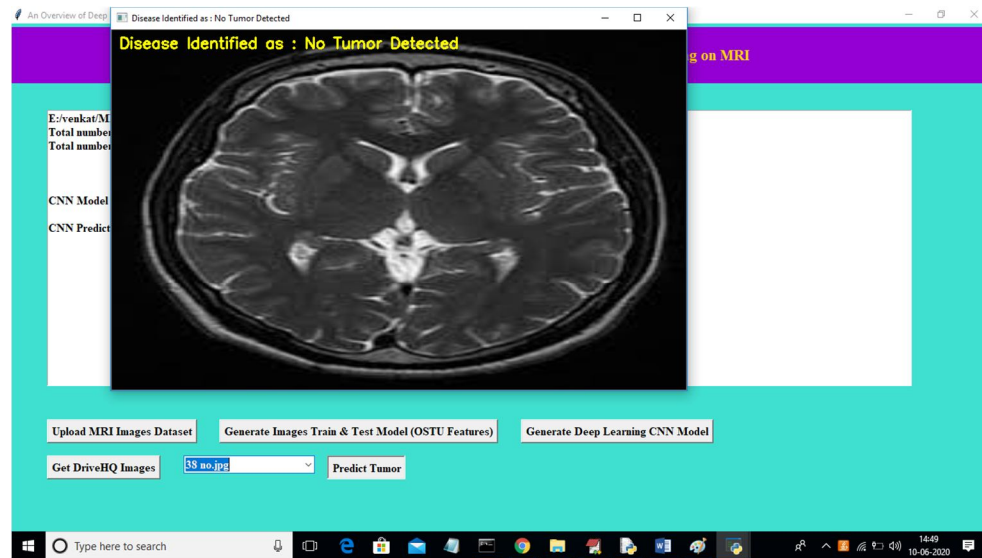 An Overview of Deep
Disease Identified as : No Tumor Detected
Disease Identified as : No Tumor Detected
g on MRI
E:/venkat/M
Total number
Total number
CNN Model
CNN Predict
Upload MRI Images Dataset
Generate Images Train & Test Model (OSTU Features)
Generate Deep Learning CNN Model
Get DriveHQ Images
38 no.jpg
Predict Tumor
Type here to search
14:49
10-06-2020